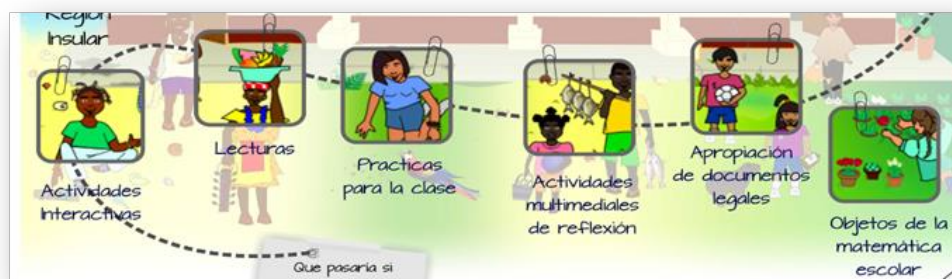 Región
Insular
Actividades
Interactivas
Lecturas
Practicas
para la clase
Actividades
multimediales
de reflexión
Apropiación
de documentos
legales
Objetos de la
matemática
escolar
Que pasaría si